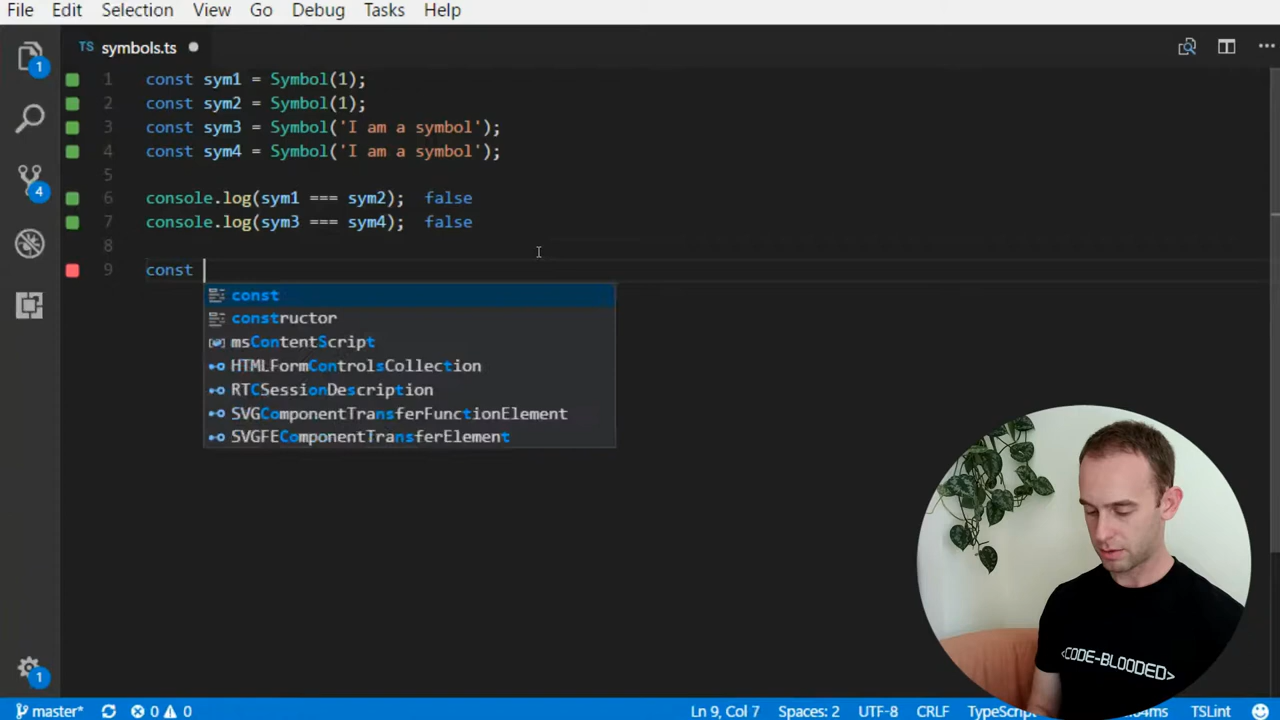 File Edit Selection View Go Debug Tasks Help
TS symbols.ts
1 const sym1 = Symbol(1);
2 const sym2 = Symbol(1);
3 const sym3 = Symbol('I am a symbol');
4 const sym4 = Symbol('I am a symbol');
5
6 console.log(sym1 === sym2); false
7 console.log(sym3 === sym4); false
8
9 const
const
constructor
msContentScript
HTMLFormControlsCollection
RTCSessionDescription
SVGComponentTransferFunctionElement
SVGFEComponentTransferElement
1
4
1
<CODE-BLOODED>
master* 0 0 Ln 9, Col 7 Spaces: 2 UTF-8 CRLF TSLint